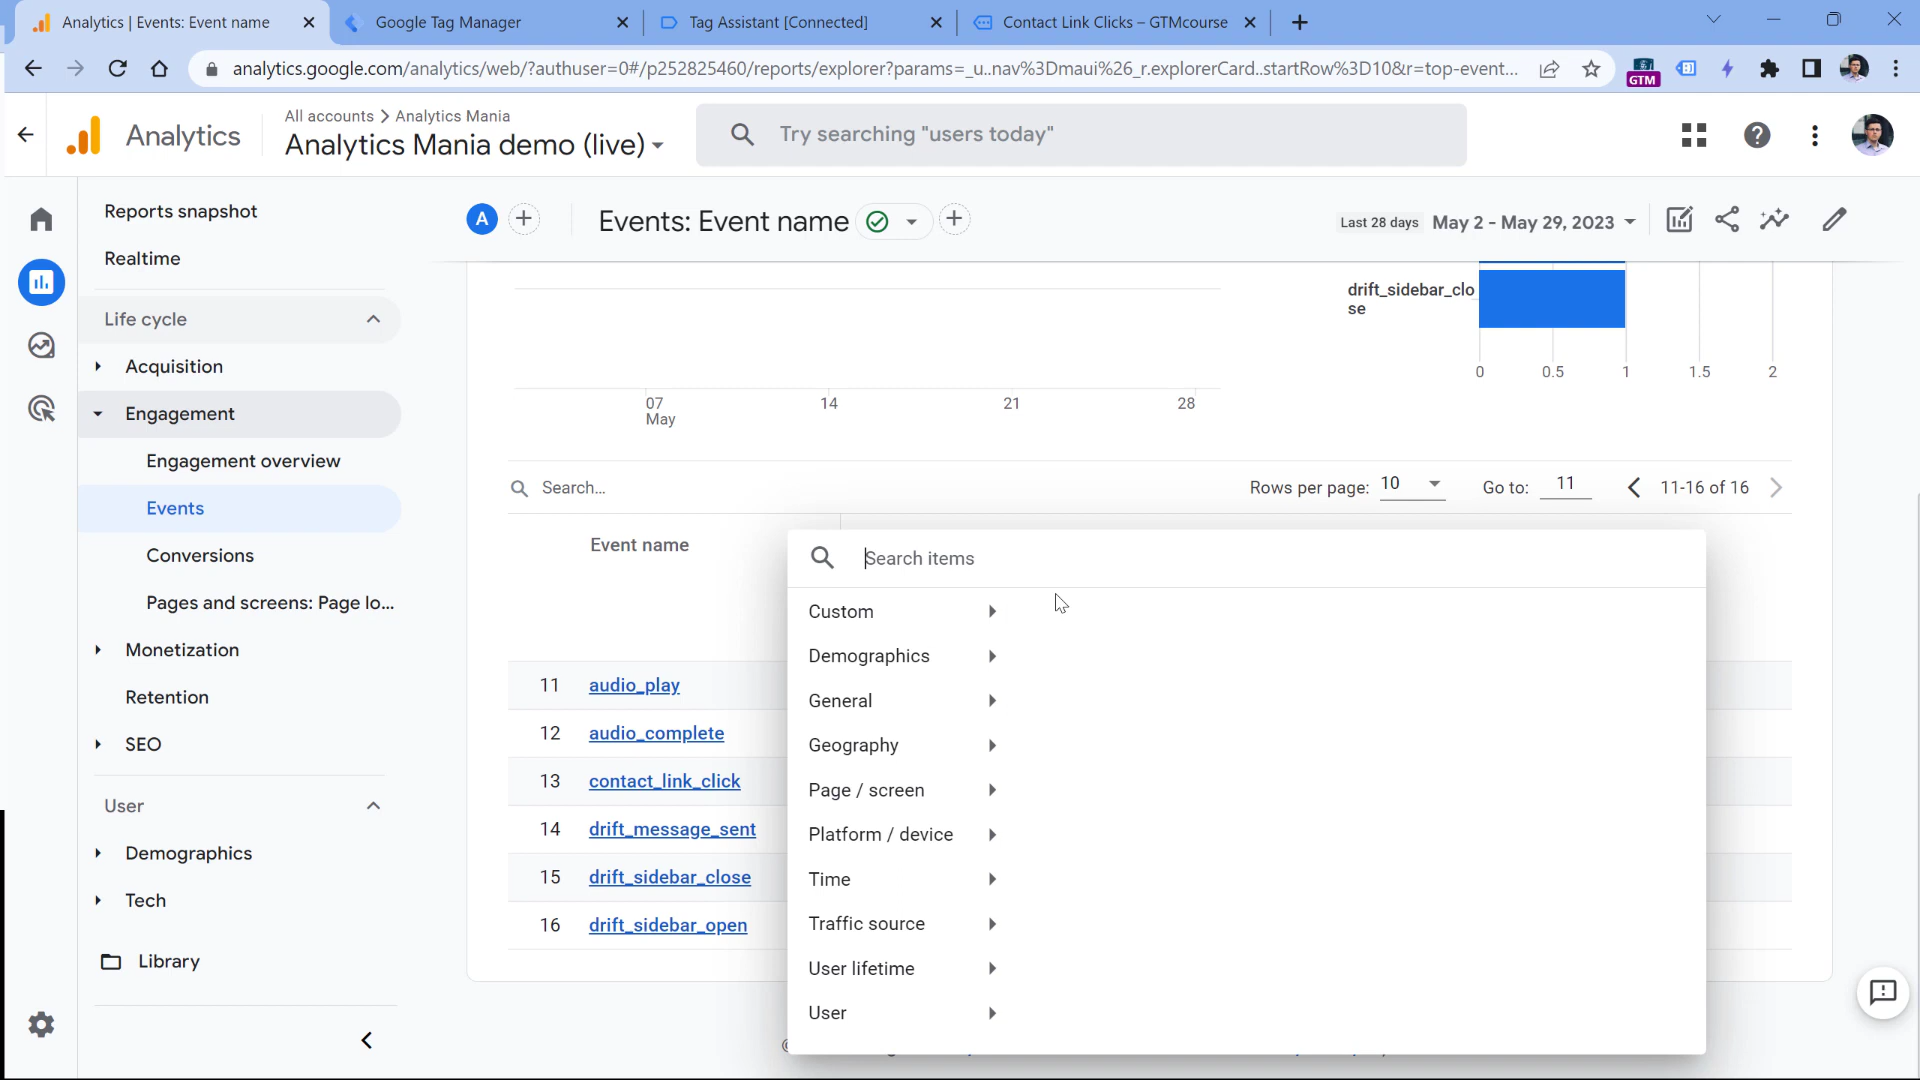 Analytics | Events: Event name
Google Tag Manager
Tag Assistant [Connected]
Contact Link Clicks – GTMcourse
analytics.google.com/analytics/web/?authuser=0#/p252825460/reports/explorer?params=_u..nav%3Dmaui%26_r.explorerCard..startRow%3D10&r=top-event...
GTM
Analytics
All accounts > Analytics Mania
Analytics Mania demo (live)
Try searching "users today"
Reports snapshot
Realtime
Life cycle
Acquisition
Engagement
Engagement overview
Events
Conversions
Pages and screens: Page lo...
Monetization
Retention
SEO
User
Demographics
Tech
Library
A
Events: Event name
Last 28 days May 2 - May 29, 2023
drift_sidebar_clo
se
0 0.5 1 1.5 2
07 14 21 28
May
Search...
Rows per page: 10
Go to: 11
11-16 of 16
Event name
11 audio_play
12 audio_complete
13 contact_link_click
14 drift_message_sent
15 drift_sidebar_close
16 drift_sidebar_open
Search items
Custom
Demographics
General
Geography
Page / screen
Platform / device
Time
Traffic source
User lifetime
User